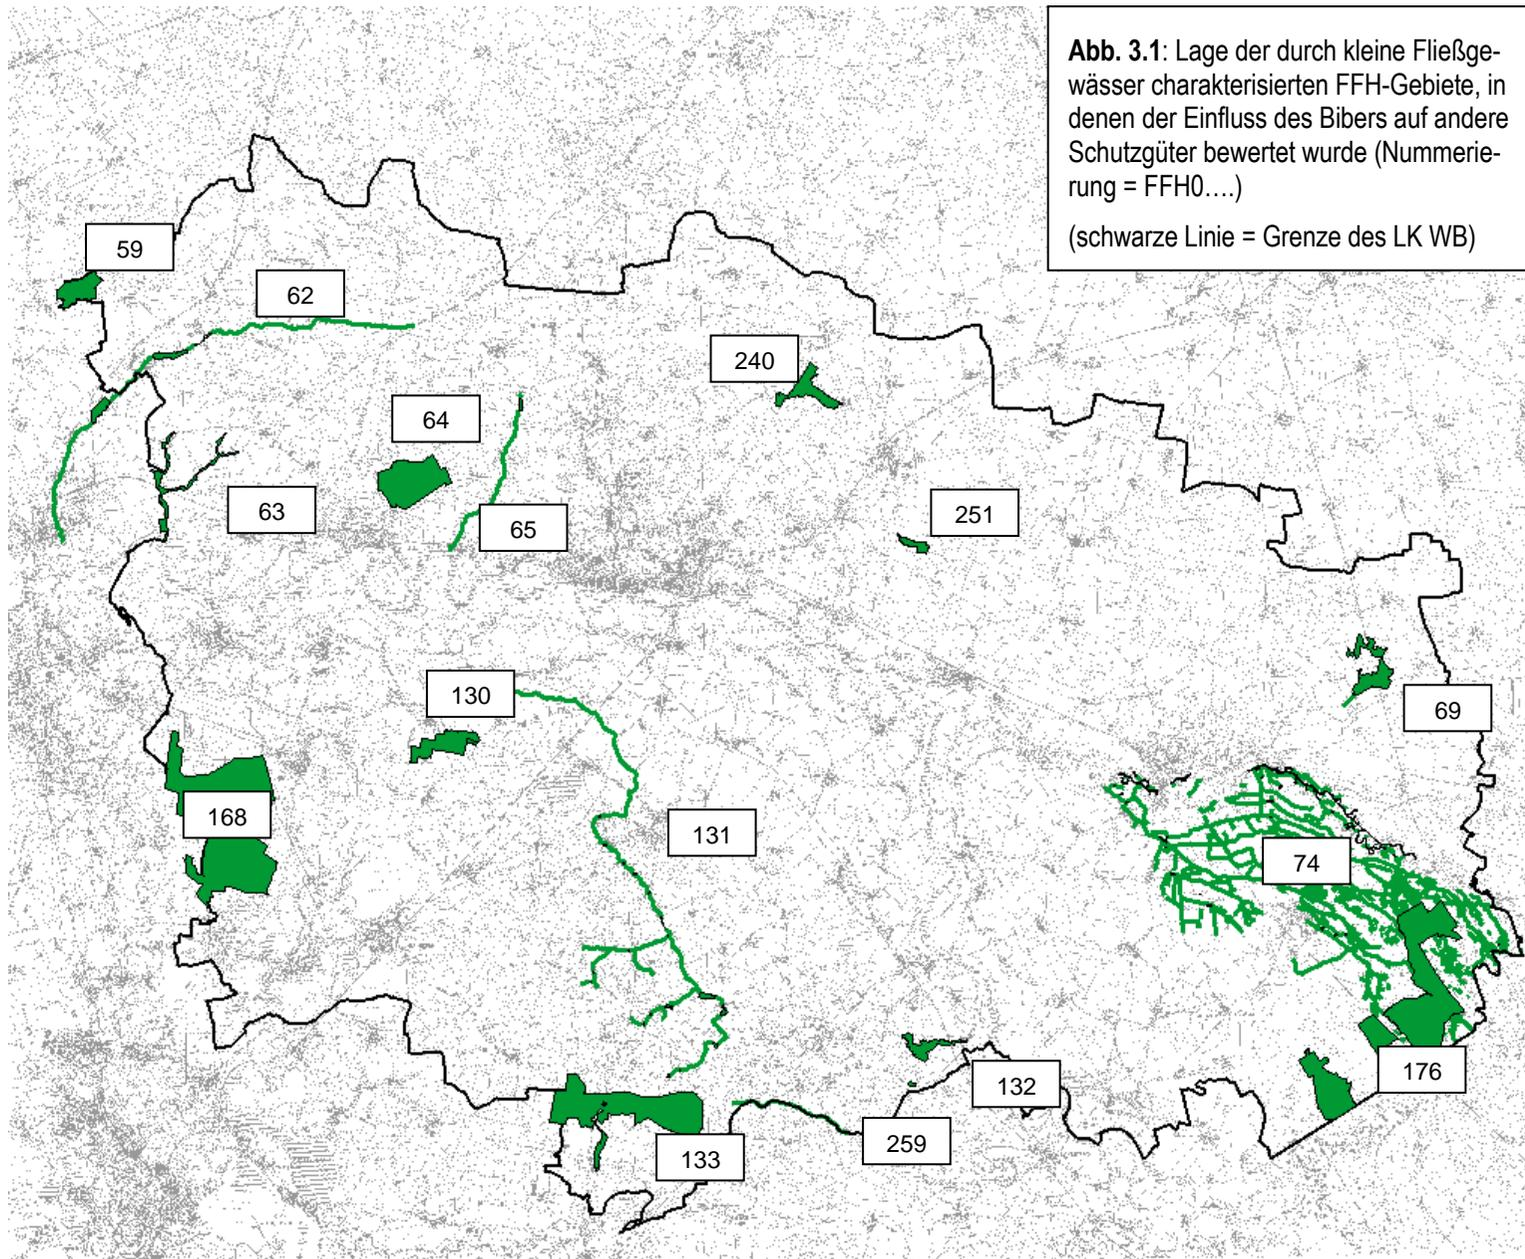 Abb. 3.1: Lage der durch kleine Fließge-
wässer charakterisierten FFH-Gebiete, in
denen der Einfluss des Bibers auf andere
Schutzgüter bewertet wurde (Nummerie-
rung = FFH0….)
(schwarze Linie = Grenze des LK WB)
59
62
240
64
63
65
251
130
69
168
131
74
176
132
259
133